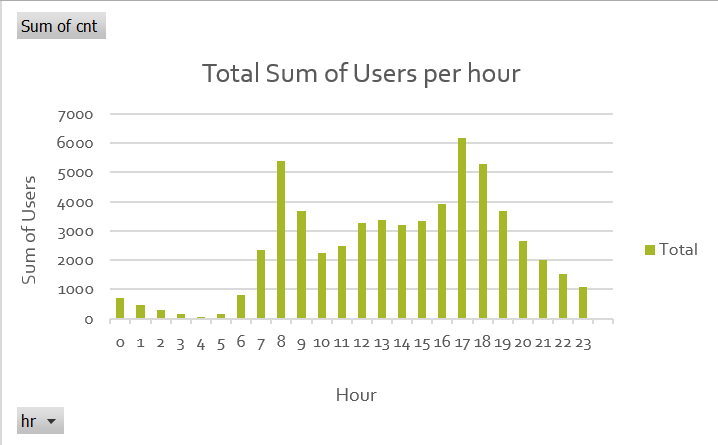 Sum of cnt
Total Sum of Users per hour
Sum of Users
7000
6000
5000
4000
3000
2000
1000
0
0 1 2 3 4 5 6 7 8 9 10 11 12 13 14 15 16 17 18 19 20 21 22 23
Total
Hour
hr